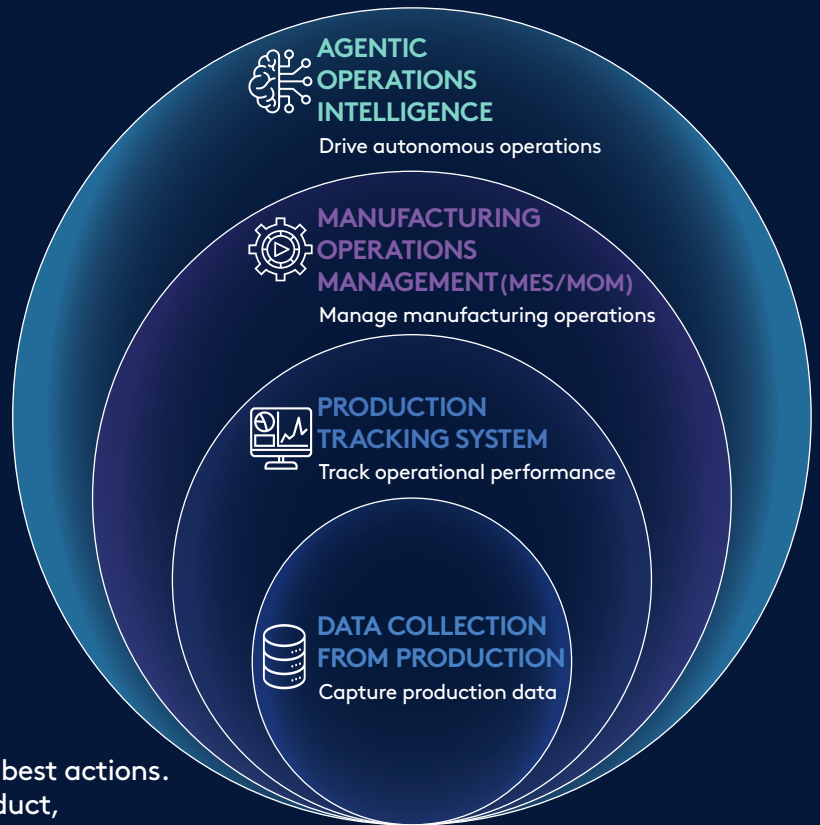 AGENTIC
OPERATIONS
INTELLIGENCE
Drive autonomous operations
MANUFACTURING
OPERATIONS
MANAGEMENT (MES/MOM)
Manage manufacturing operations
PRODUCTION
TRACKING SYSTEM
Track operational performance
DATA COLLECTION
FROM PRODUCTION
Capture production data
best actions.